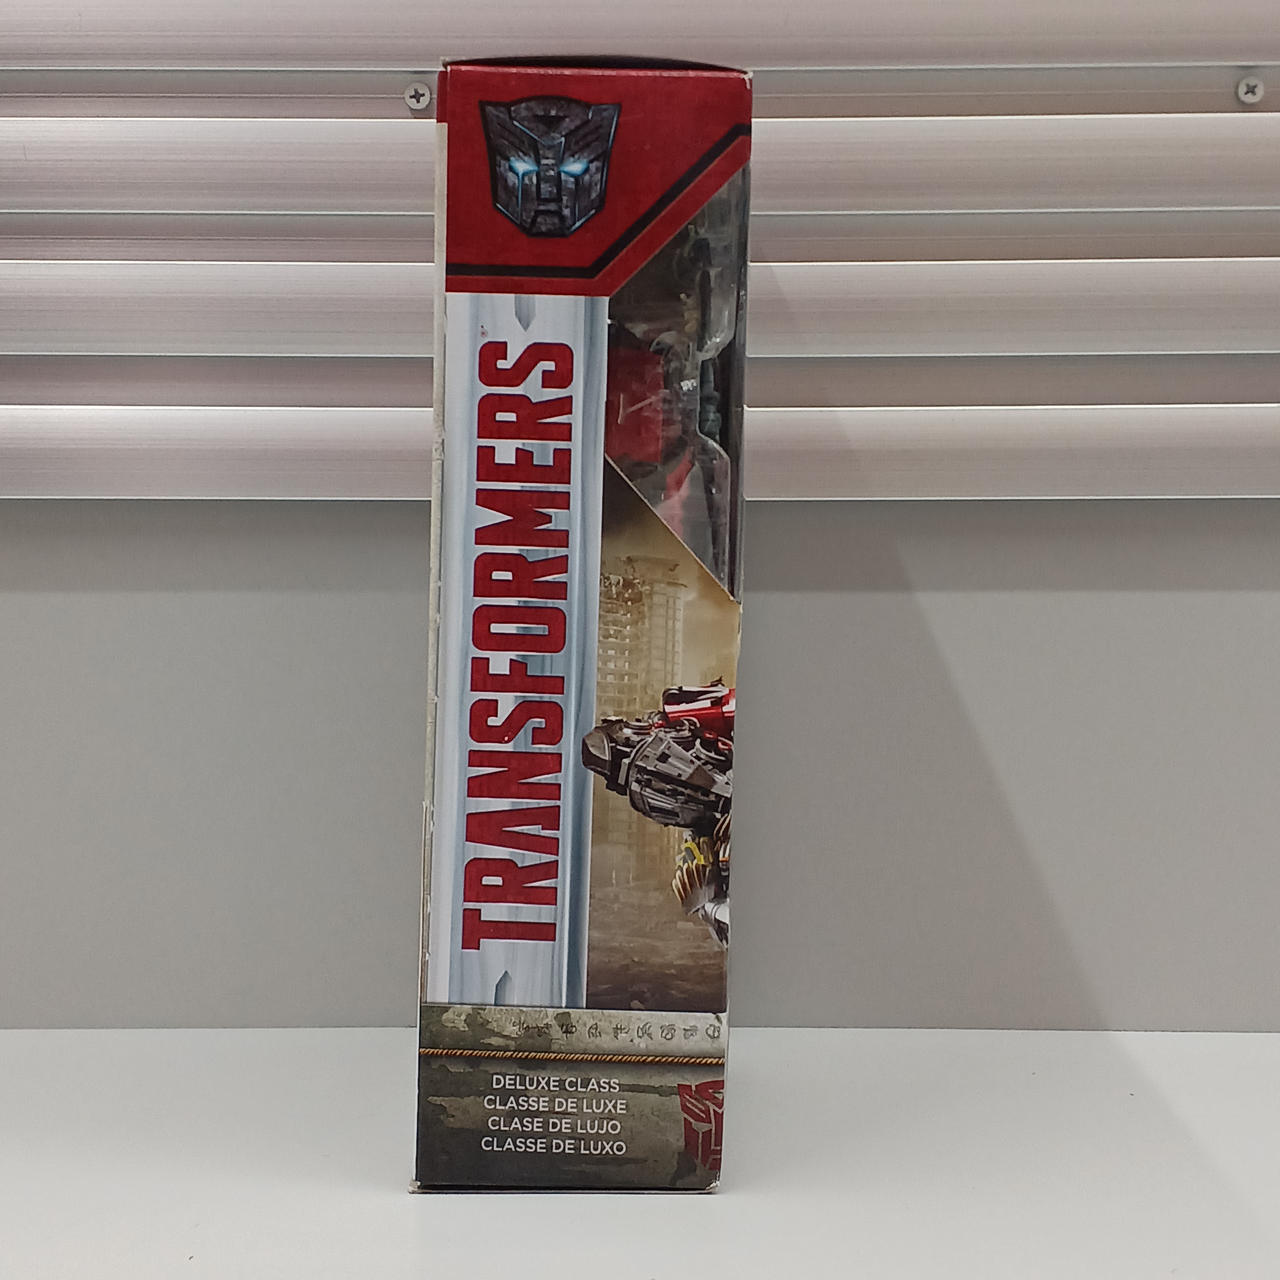 TRANSFORMERS
DELUXE CLASS
CLASSE DE LUXE
CLASE DE LUJO
CLASSE DE LUXO